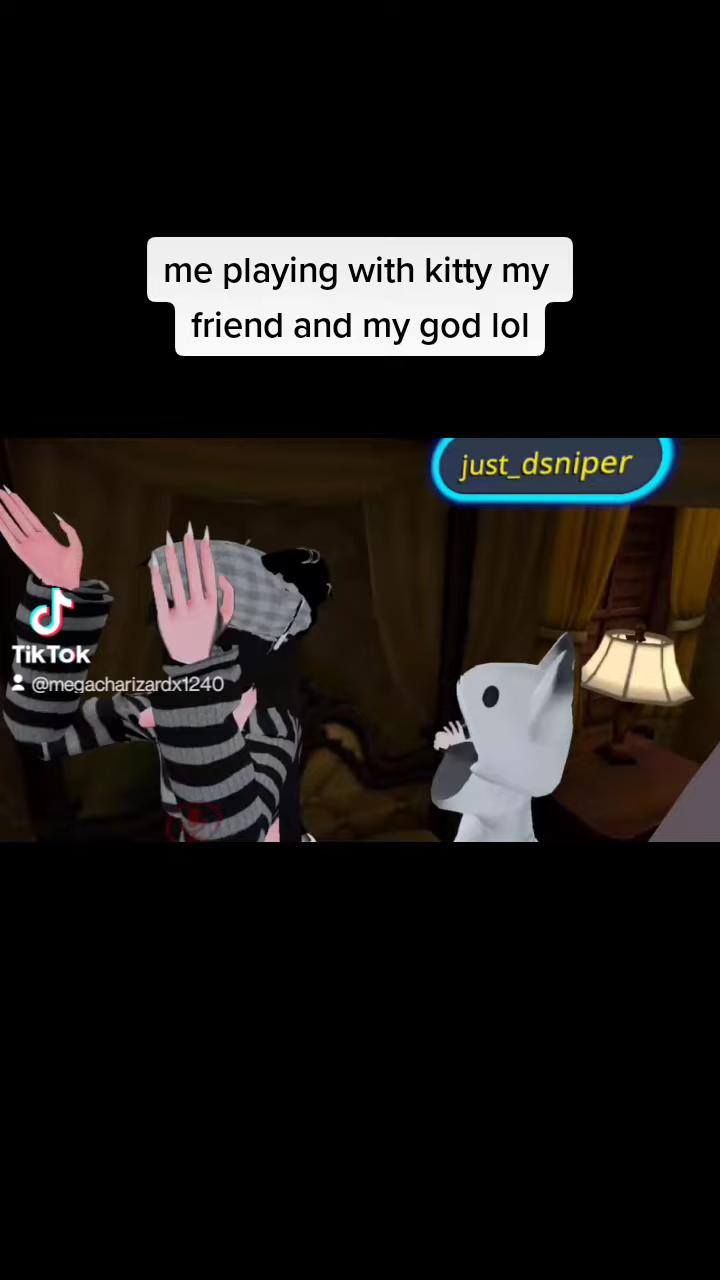 me playing with kitty my
friend and my god lol
just_dsniper
TikTok
@megacharizardx1240